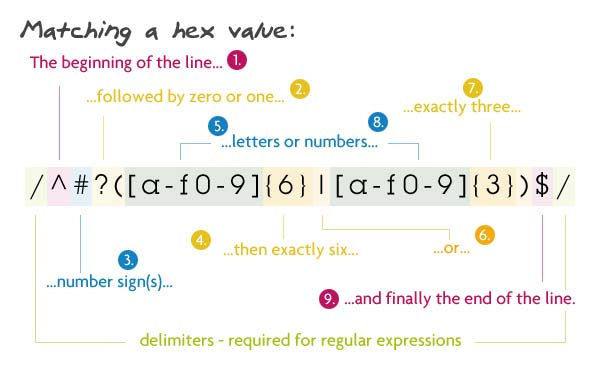 Matching a hex value:
The beginning of the line... 1.
...followed by zero or one... 2.
7.
...exactly three...
5.
8.
...letters or numbers...
/^#?([a-f0-9]{6}|[a-f0-9]{3})$/
4.
...then exactly six...
6.
...or...
3.
...number sign(s)...
9. ...and finally the end of the line.
delimiters - required for regular expressions